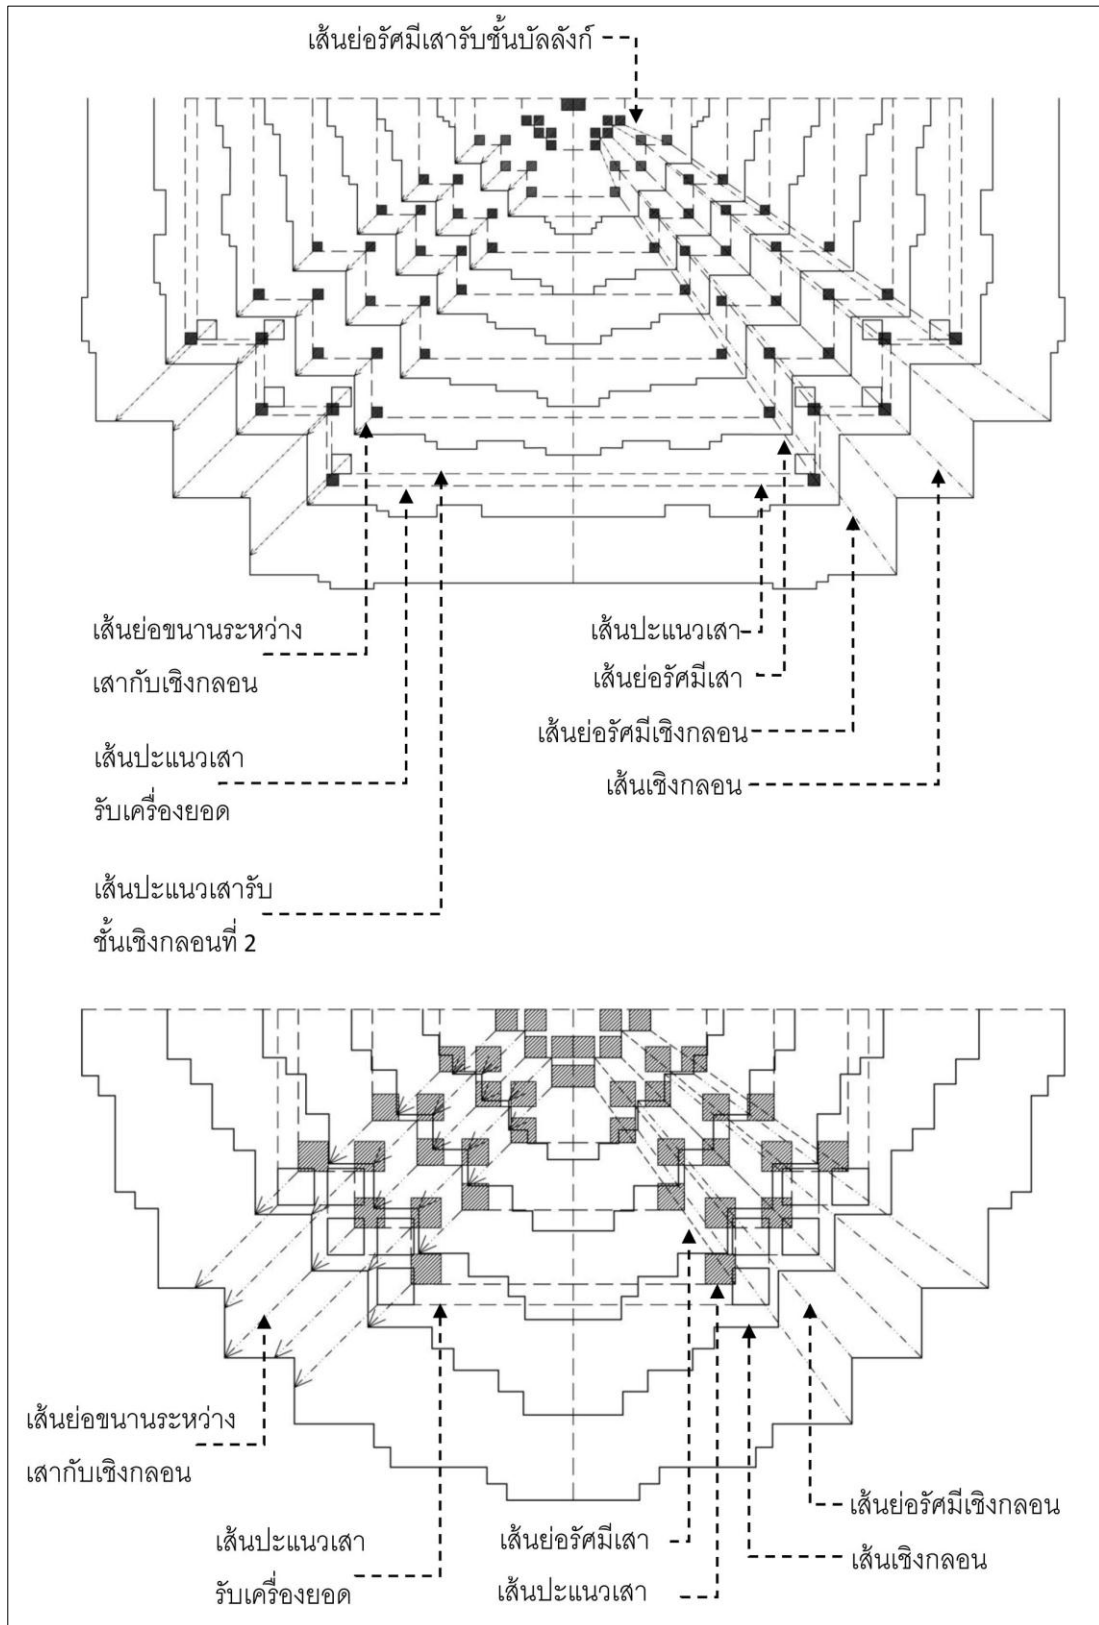 เส้นย่อรัศมีเสารับชั้นบัลลังก์
เส้นย่อขนานระหว่าง
เสากับเชิงกลอน
เส้นปะแนวเสา
รับเครื่องยอด
เส้นปะแนวเสารับ
ชั้นเชิงกลอนที่ 2
เส้นปะแนวเสา
เส้นย่อรัศมีเสา
เส้นย่อรัศมีเชิงกลอน
เส้นเชิงกลอน
เส้นย่อขนานระหว่าง
เสากับเชิงกลอน
เส้นปะแนวเสา
รับเครื่องยอด
เส้นย่อรัศมีเสา
เส้นปะแนวเสา
เส้นย่อรัศมีเชิงกลอน
เส้นเชิงกลอน